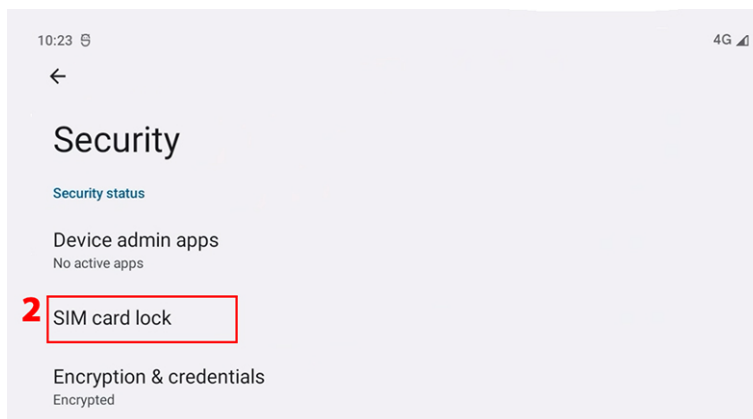 10:23
4G
Security
Security status
Device admin apps
No active apps
2
SIM card lock
Encryption & credentials
Encrypted